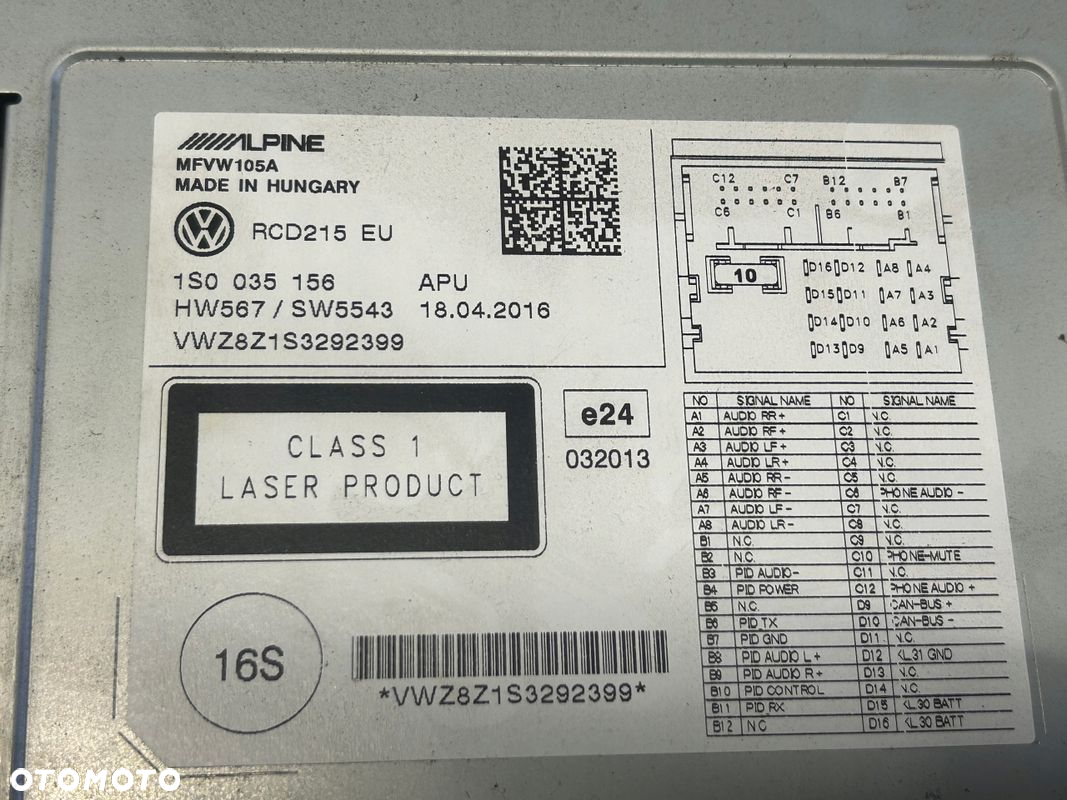 ALPINE
MFVW105A
MADE IN HUNGARY
RCD215 EU
1S0 035 156 APU
HW567 / SW5543 18.04.2016
VWZ8Z1S3292399
CLASS 1
LASER PRODUCT
e24
032013
16S
*VWZ8Z1S3292399*
C12 C7 B12 B7
C6 C1 B6 B1
10
D16 D12 A8 A4
D15 D11 A7 A3
D14 D10 A6 A2
D13 D9 A5 A1
NO SIGNAL NAME NO SIGNAL NAME
A1 AUDIO RR+ C1 N.C.
A2 AUDIO RF+ C2 N.C.
A3 AUDIO LF+ C3 N.C.
A4 AUDIO LR+ C4 N.C.
A5 AUDIO RR- C5 N.C.
A6 AUDIO RF- C6 PHONE AUDIO -
A7 AUDIO LF- C7 N.C.
A8 AUDIO LR- C8 N.C.
B1 N.C. C9 N.C.
B2 N.C. C10 PHONE-MUTE
B3 PID AUDIO- C11 N.C.
B4 PID POWER C12 PHONE AUDIO +
B5 N.C. D9 CAN-BUS +
B6 PID TX D10 CAN-BUS -
B7 PID GND D11 N.C.
B8 PID AUDIO L+ D12 KL31 GND
B9 PID AUDIO R+ D13 N.C.
B10 PID CONTROL D14 N.C.
B11 PID RX D15 KL30 BATT
B12 N.C D16 KL30 BATT
OTOMOTO